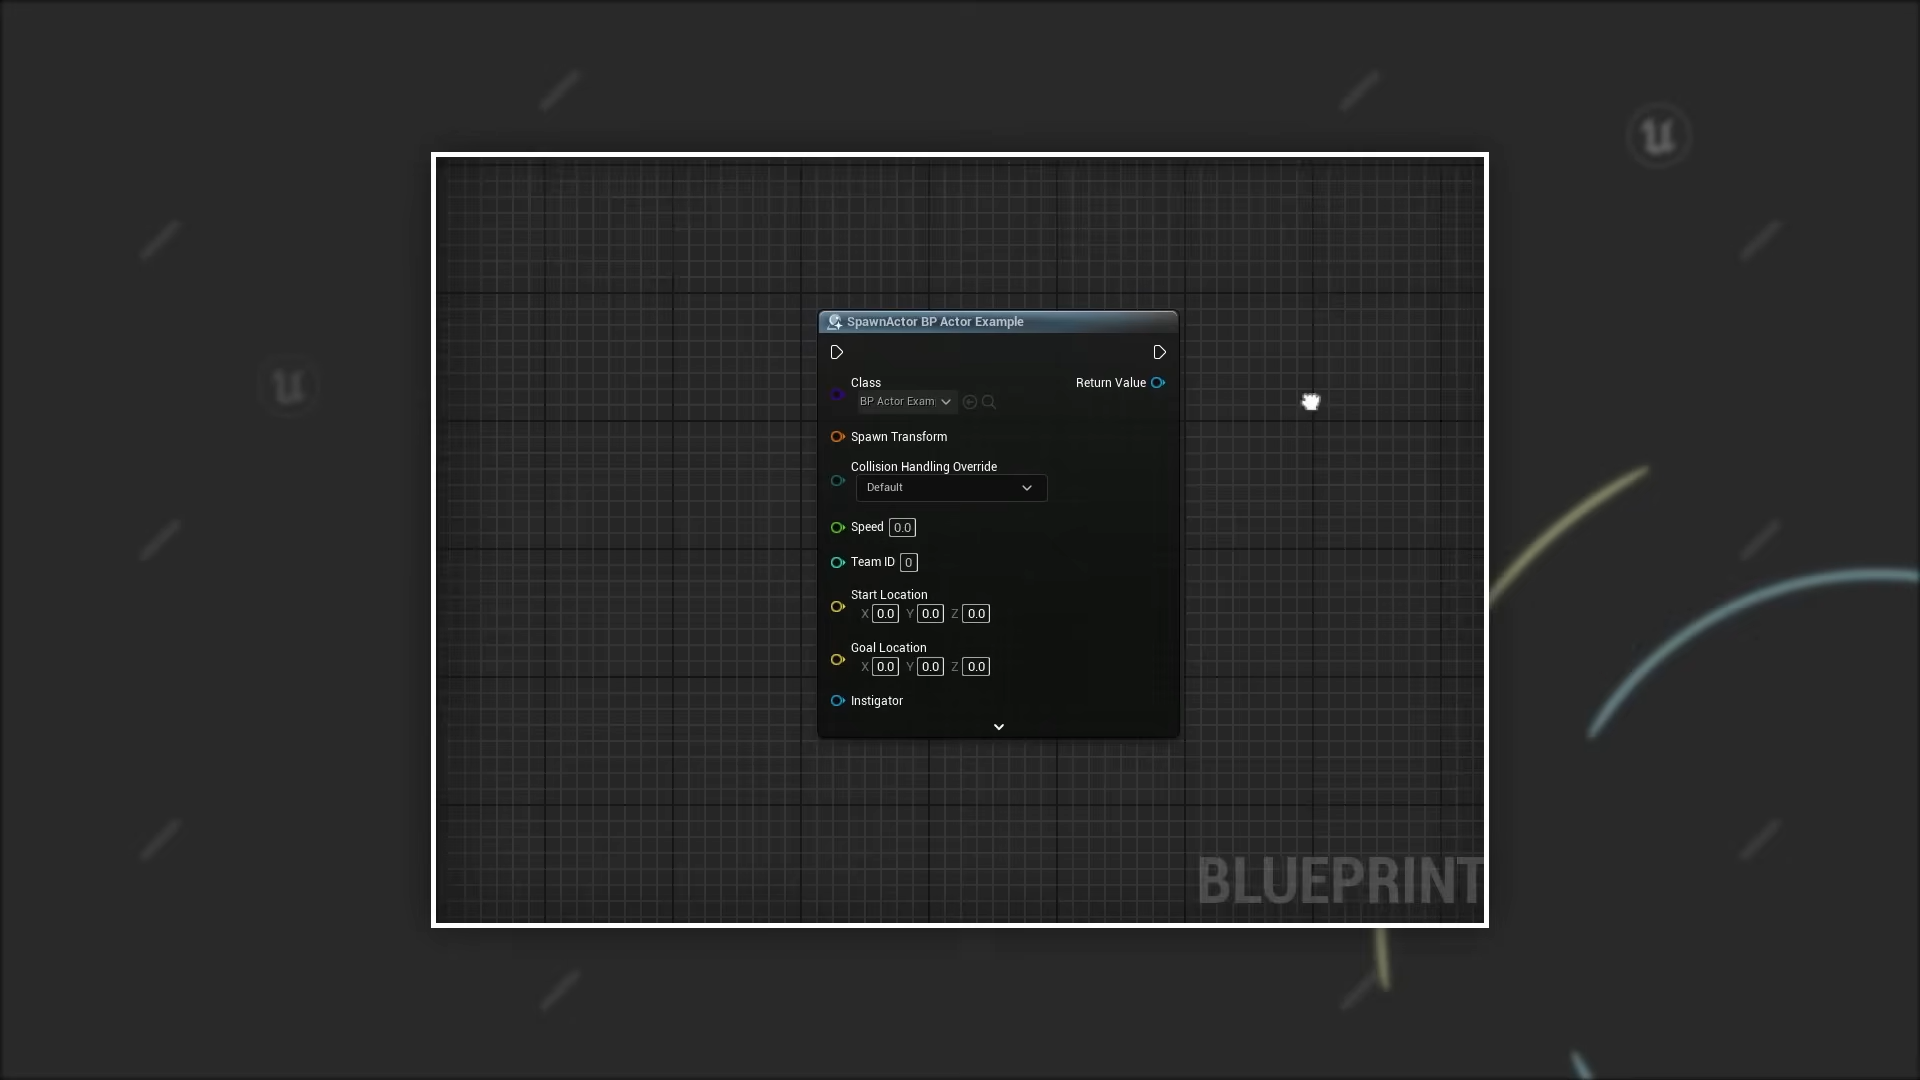 SpawnActor BP Actor Example
Class
Return Value
BP Actor Exam
Spawn Transform
Collision Handling Override
Default
Speed 0.0
Team ID 0
Start Location
X 0.0 Y 0.0 Z 0.0
Goal Location
X 0.0 Y 0.0 Z 0.0
Instigator
BLUEPRINT